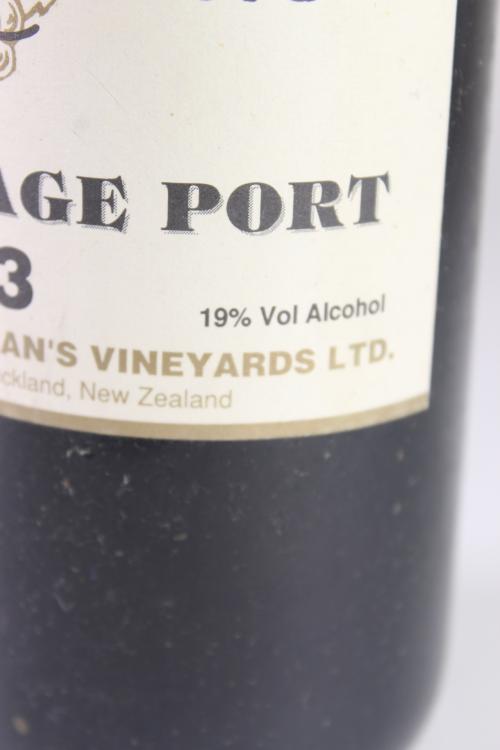 AGE PORT
3
19% Vol Alcohol
AN'S VINEYARDS LTD.
ckland, New Zealand